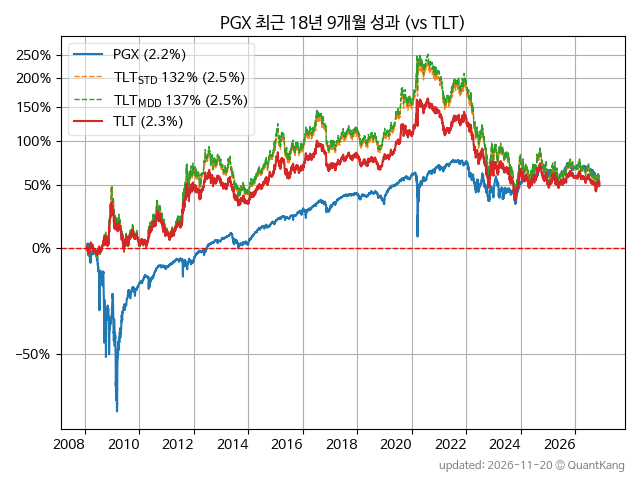 PGX 최근 18년 9개월 성과 (vs TLT)
PGX (2.2%)
TLT_STD 132% (2.5%)
TLT_MDD 137% (2.5%)
TLT (2.3%)
250%
200%
150%
100%
50%
0%
−50%
2008 2010 2012 2014 2016 2018 2020 2022 2024 2026
updated: 2026-11-20 © QuantKang